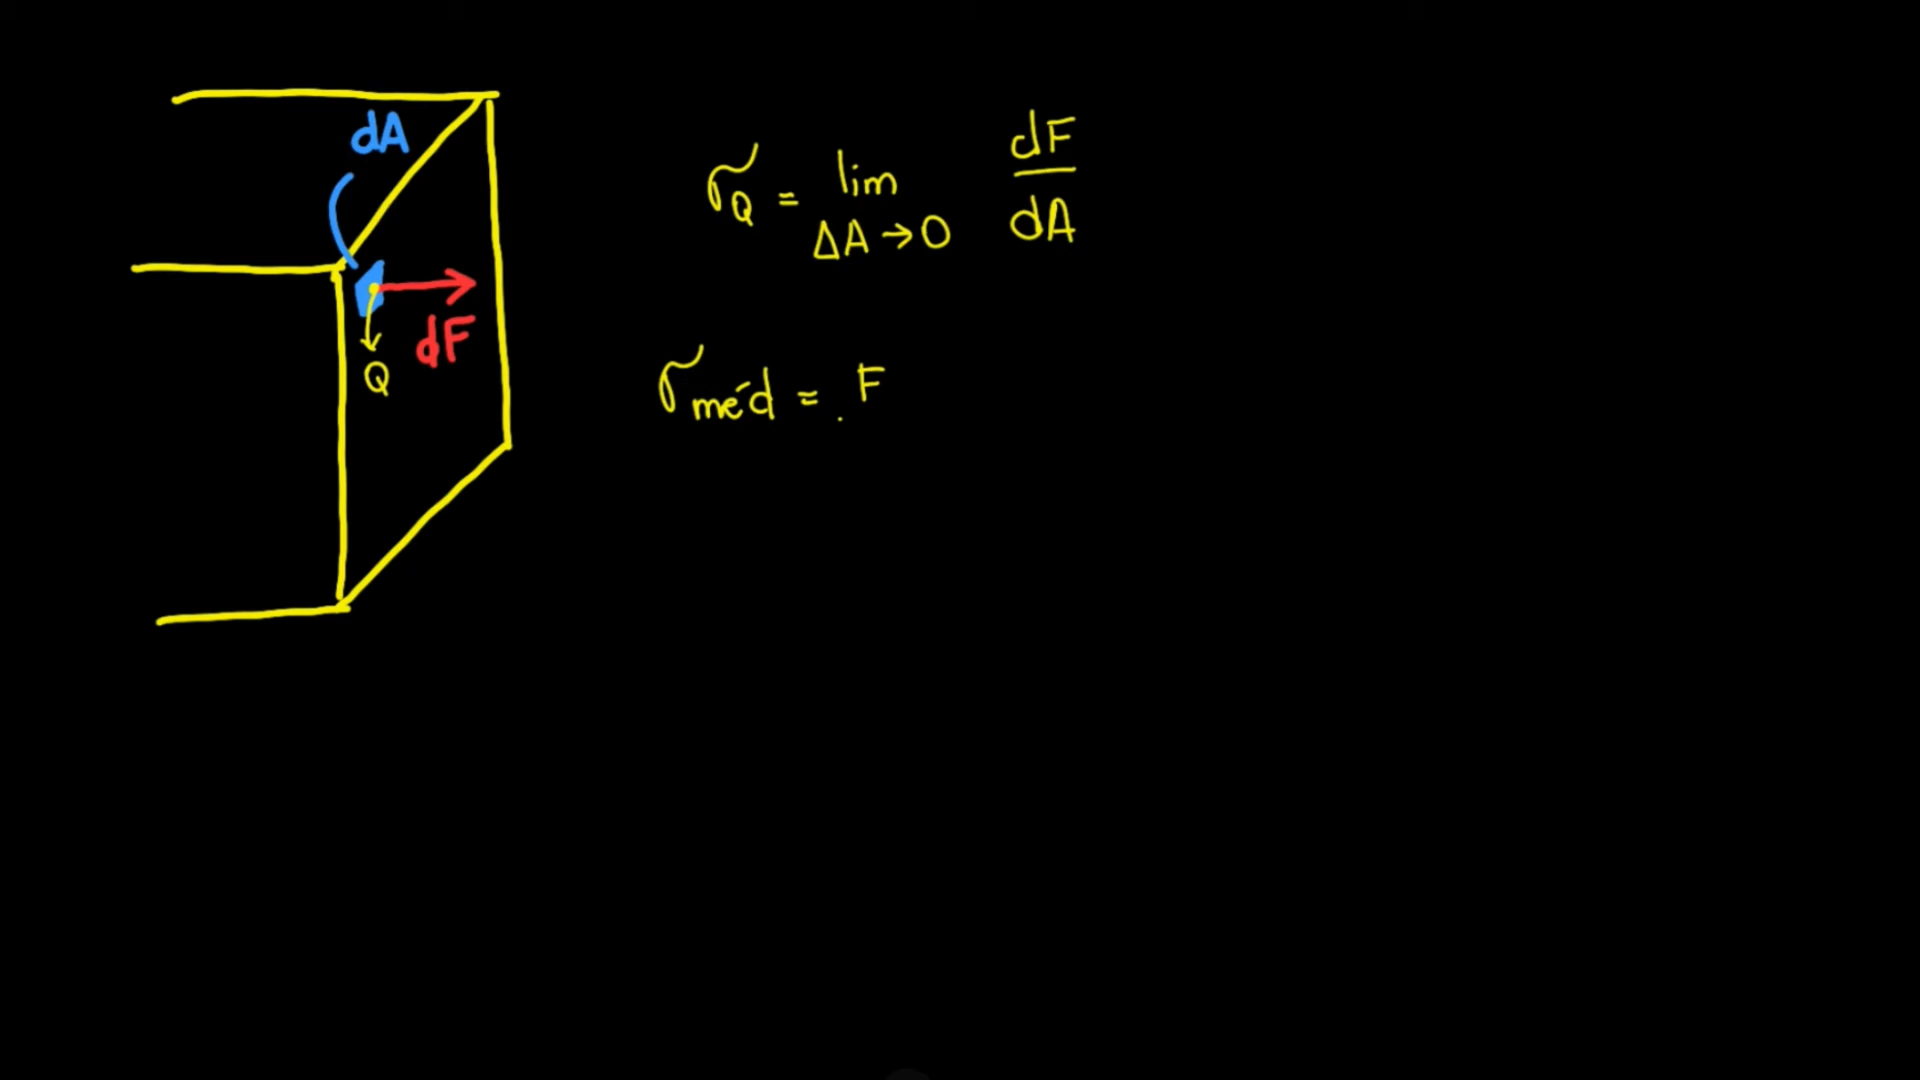 dA
dF
Q
σQ = lim ΔA→0 dF/dA
σméd = F